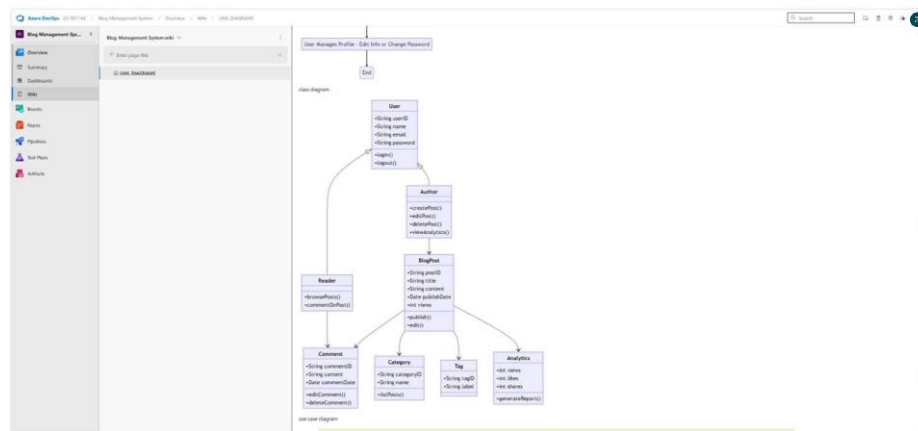 Azure DevOps
Blog Management System / Overview / Wiki / UML DIAGRAMS
Search
Blog Management Sys...
Overview
Summary
Dashboards
Wiki
Boards
Repos
Pipelines
Test Plans
Artifacts
Blog-Management-System.wiki
Enter page title
UML DIAGRAMS
User Manages Profile - Edit Info or Change Password
End
class diagram
User
+String userID
+String name
+String email
+String password
+login()
+logout()
Author
+createPost()
+editPost()
+deletePost()
+viewAnalytics()
BlogPost
+String postID
+String title
+String content
+Date publishDate
+int views
+publish()
+edit()
Reader
+browsePosts()
+commentOnPost()
Comment
+String commentID
+String content
+Date commentDate
+editComment()
+deleteComment()
Category
+String categoryID
+String name
+listPosts()
Tag
+String tagID
+String label
Analytics
+int views
+int likes
+int shares
+generateReport()
use case diagram